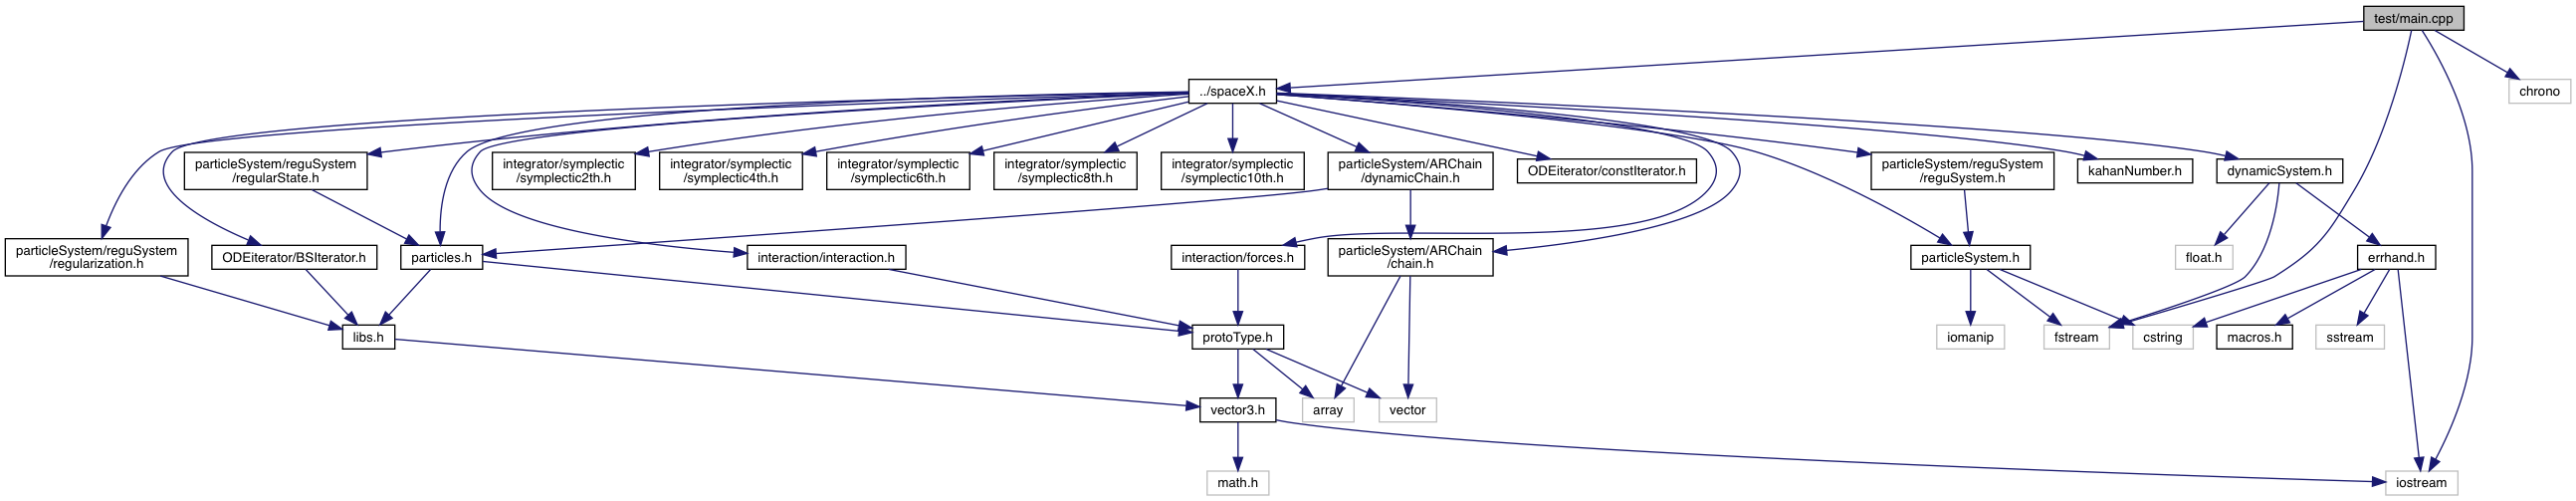 test/main.cpp
../spaceX.h
chrono
particleSystem/reguSystem
/regularState.h
integrator/symplectic
/symplectic2th.h
integrator/symplectic
/symplectic4th.h
integrator/symplectic
/symplectic6th.h
integrator/symplectic
/symplectic8th.h
integrator/symplectic
/symplectic10th.h
particleSystem/ARChain
/dynamicChain.h
ODEiterator/constIterator.h
particleSystem/reguSystem
/reguSystem.h
kahanNumber.h
dynamicSystem.h
particleSystem/reguSystem
/regularization.h
ODEiterator/BSIterator.h
particles.h
interaction/interaction.h
interaction/forces.h
particleSystem/ARChain
/chain.h
particleSystem.h
float.h
errhand.h
libs.h
protoType.h
iomanip
fstream
cstring
macros.h
sstream
vector3.h
array
vector
math.h
iostream